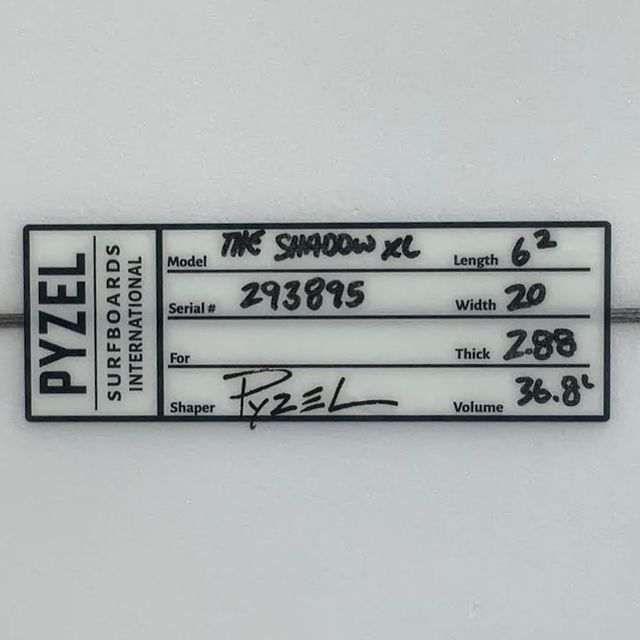 PYZEL
SURFBOARDS
INTERNATIONAL
Model THE SHADOW XL Length 6²
Serial # 293895 Width 20
For Thick 2.88
Shaper PYZEL Volume 36.8L